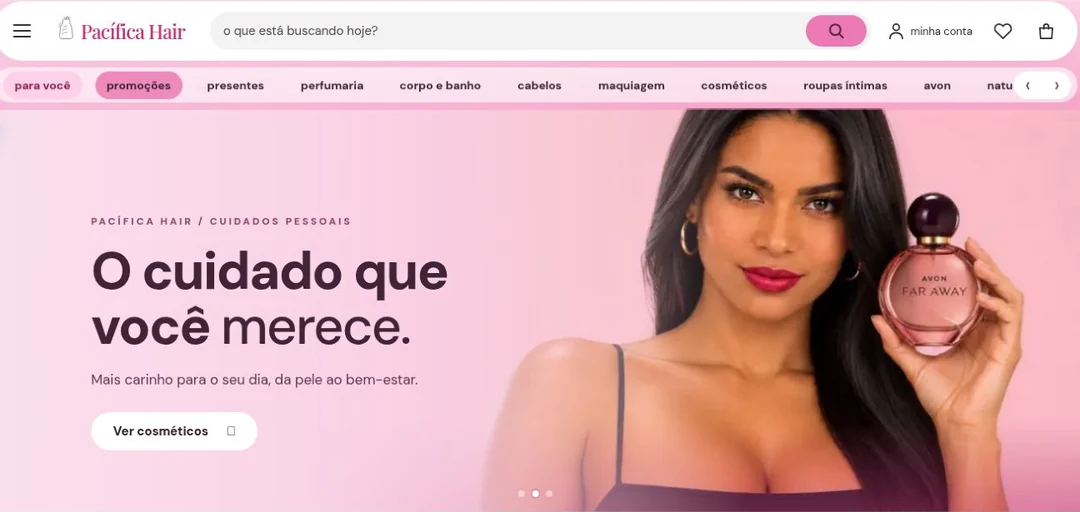 Pacífica Hair
o que está buscando hoje?
minha conta
para você
promoções
presentes
perfumaria
corpo e banho
cabelos
maquiagem
cosméticos
roupas íntimas
avon
natu
PACÍFICA HAIR / CUIDADOS PESSOAIS
O cuidado que
você merece.
Mais carinho para o seu dia, da pele ao bem-estar.
Ver cosméticos
AVON
FAR AWAY